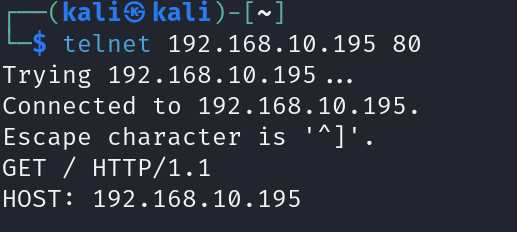 ┌──(kali㉿kali)-[~]
└─$ telnet 192.168.10.195 80
Trying 192.168.10.195...
Connected to 192.168.10.195.
Escape character is '^]'.
GET / HTTP/1.1
HOST: 192.168.10.195